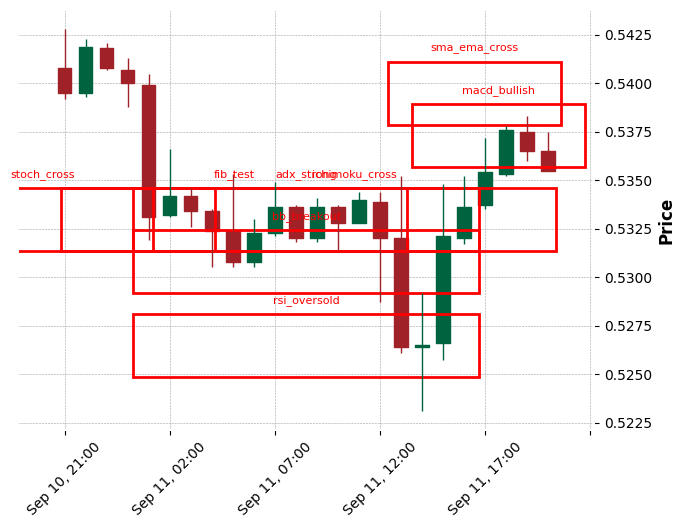 sma_ema_cross
macd_bullish
stoch_cross
fib_test
adx_strong
ichimoku_cross
rsi_oversold
0.5425
0.5400
0.5375
0.5350
0.5325
0.5300
0.5275
0.5250
0.5225
Price
Sep 10, 21:00
Sep 11, 02:00
Sep 11, 07:00
Sep 11, 12:00
Sep 11, 17:00